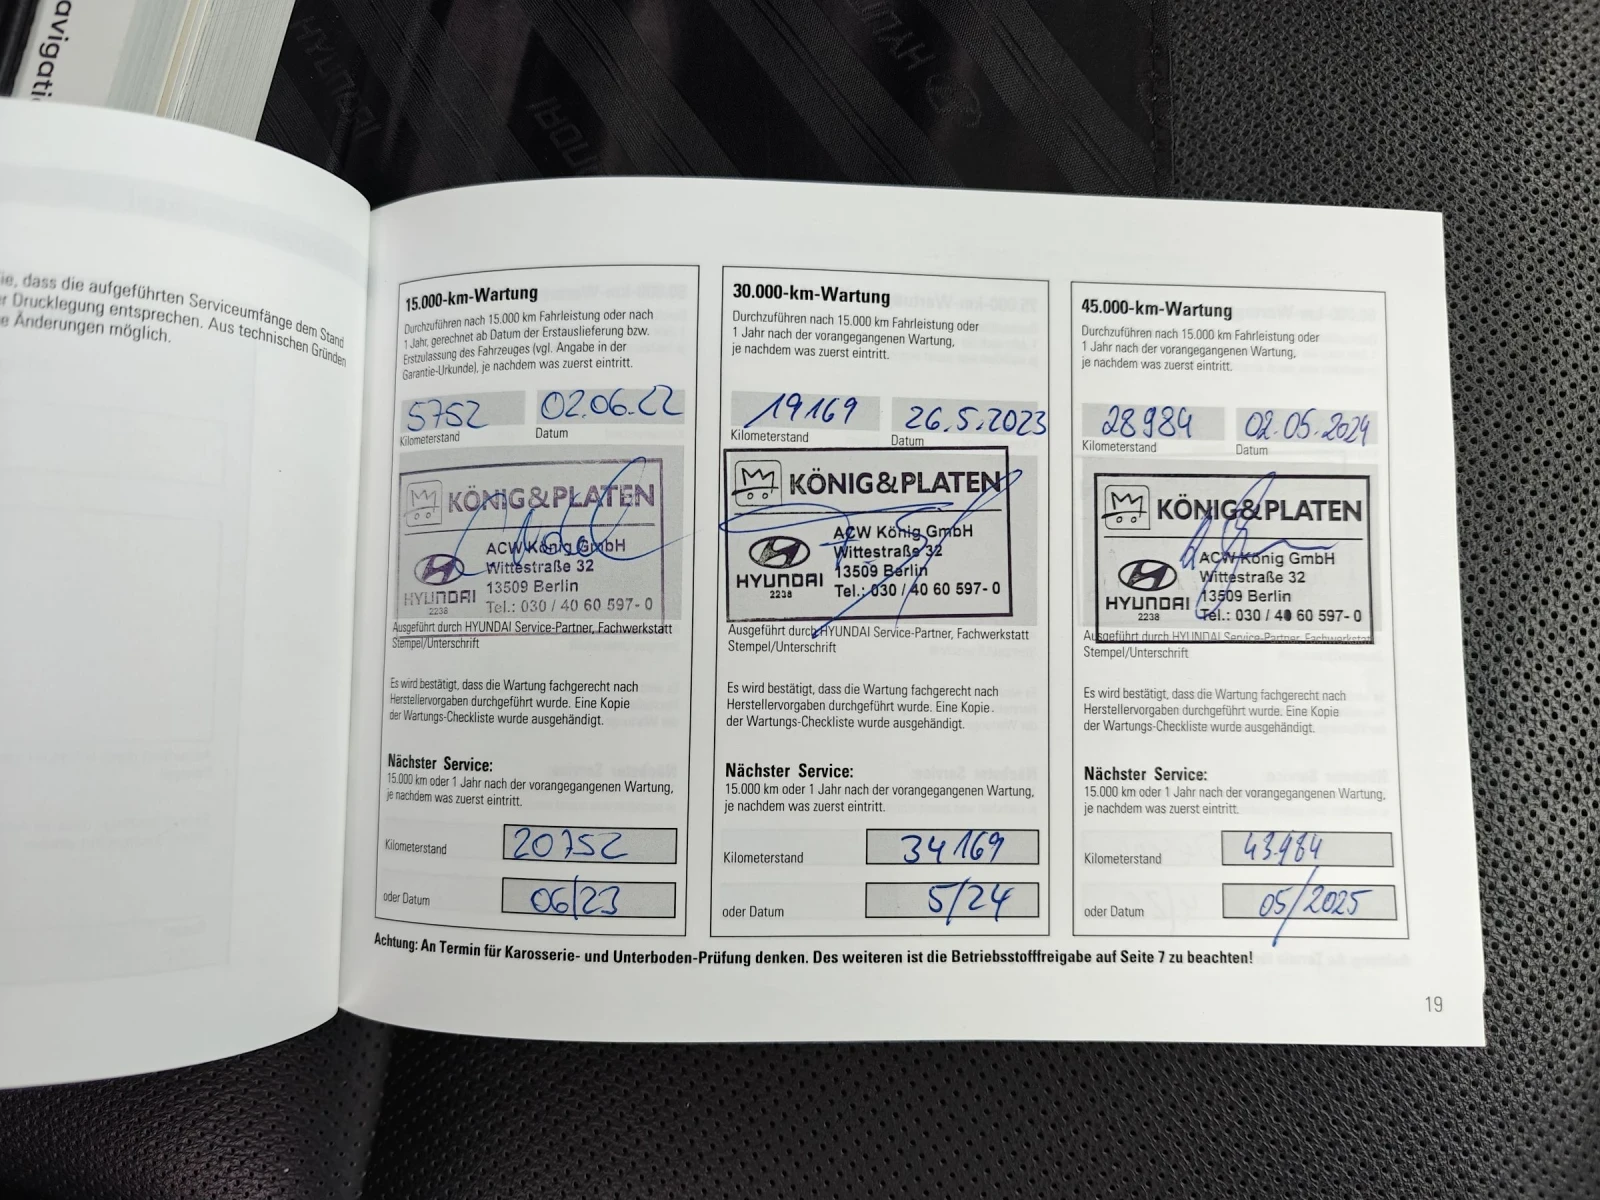 avigati
HYUNDAI
HYUNDAI
ie, dass die aufgeführten Serviceumfänge dem Stand
r Drucklegung entsprechen. Aus technischen Gründen
e Änderungen möglich.
15.000-km-Wartung
Durchzuführen nach 15.000 km Fahrleistung oder nach
1 Jahr, gerechnet ab Datum der Erstauslieferung bzw.
Erstzulassung des Fahrzeuges (vgl. Angabe in der
Garantie-Urkunde), je nachdem was zuerst eintritt.
5752 02.06.22
Kilometerstand Datum
KÖNIG&PLATEN
ACW König GmbH
Wittestraße 32
13509 Berlin
HYUNDAI
2238
Tel.: 030 / 40 60 597- 0
Ausgeführt durch HYUNDAI Service-Partner, Fachwerkstatt
Stempel/Unterschrift
Es wird bestätigt, dass die Wartung fachgerecht nach
Herstellervorgaben durchgeführt wurde. Eine Kopie
der Wartungs-Checkliste wurde ausgehändigt.
Nächster Service:
15.000 km oder 1 Jahr nach der vorangegangenen Wartung,
je nachdem was zuerst eintritt.
Kilometerstand 20752
oder Datum 06/23
30.000-km-Wartung
Durchzuführen nach 15.000 km Fahrleistung oder
1 Jahr nach der vorangegangenen Wartung,
je nachdem was zuerst eintritt.
19169 26.5.2023
Kilometerstand Datum
KÖNIG&PLATEN
ACW König GmbH
Wittestraße 32
13509 Berlin
HYUNDAI
2238
Tel.: 030 / 40 60 597- 0
Ausgeführt durch HYUNDAI Service-Partner, Fachwerkstatt
Stempel/Unterschrift
Es wird bestätigt, dass die Wartung fachgerecht nach
Herstellervorgaben durchgeführt wurde. Eine Kopie
der Wartungs-Checkliste wurde ausgehändigt.
Nächster Service:
15.000 km oder 1 Jahr nach der vorangegangenen Wartung,
je nachdem was zuerst eintritt.
Kilometerstand 34169
oder Datum 5/24
45.000-km-Wartung
Durchzuführen nach 15.000 km Fahrleistung oder
1 Jahr nach der vorangegangenen Wartung,
je nachdem was zuerst eintritt.
28984 02.05.2024
Kilometerstand Datum
KÖNIG&PLATEN
ACW König GmbH
Wittestraße 32
13509 Berlin
HYUNDAI
2238
Tel.: 030 / 40 60 597- 0
Ausgeführt durch HYUNDAI Service-Partner, Fachwerkstatt
Stempel/Unterschrift
Es wird bestätigt, dass die Wartung fachgerecht nach
Herstellervorgaben durchgeführt wurde. Eine Kopie
der Wartungs-Checkliste wurde ausgehändigt.
Nächster Service:
15.000 km oder 1 Jahr nach der vorangegangenen Wartung,
je nachdem was zuerst eintritt.
Kilometerstand 43984
oder Datum 05/2025
Achtung: An Termin für Karosserie- und Unterboden-Prüfung denken. Des weiteren ist die Betriebsstofffreigabe auf Seite 7 zu beachten!
19